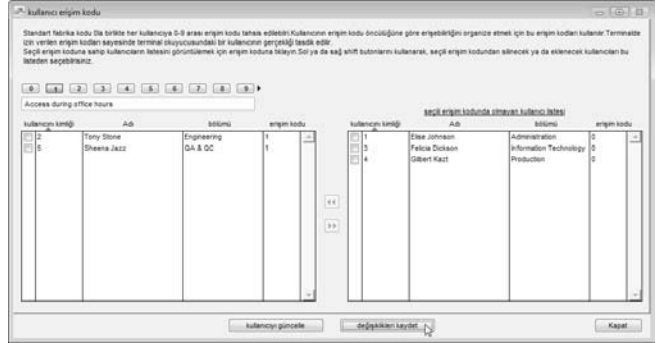 kullanıcı erişim kodu
Standart fabrika kodu 0la birlikte her kullanıcıya 0-9 arası erişim kodu tahsis edilebiri.Kullanıcının erişim kodu öncülüğüne göre erişebilirliğini organize etmek için bu erişim kodları kullanılır.Terminalde
izin verilen erişim kodları sayesinde terminal okuyucusundaki bir kullanıcının gerçekliği tasdik edilir.
Seçili erişim koduna sahip kullanıcıların listesini görüntülemek için erişim koduna tıklayın.Sol ya da sağ shift butonlarını kullanarak, seçili erişim kodundan silinecek ya da eklenecek kullanıcıları bu
listeden seçebilirsiniz.
0 1 2 3 4 5 6 7 8 9
Access during office hours
seçili erişim kodunda olmayan kullanıcı listesi
kullanıcını kimliği Adı bölümü erişim kodu kullanıcını kimliği Adı bölümü erişim kodu
2 Tony Stone Engineering 1 1 Elise Johnson Administration 0
5 Sheena Jazz QA & QC 1 3 Felicia Dickson Information Technology 0
4 Gilbert Kazt Production 0
<<
>>
kullanıcıyı güncelle değişiklikleri kaydet Kapat